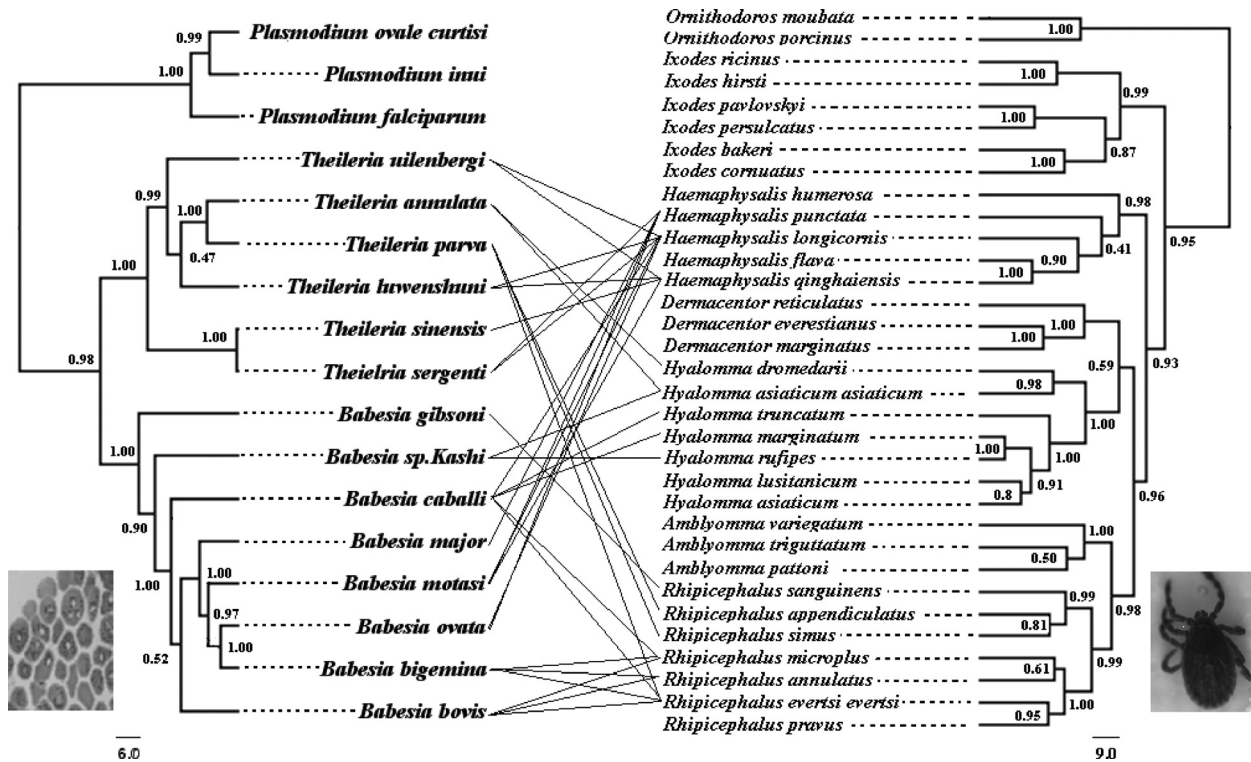 Plasmodium ovale curtisi
Plasmodium inui
Plasmodium falciparum
Theileria uilenbergi
Theileria annulata
Theileria parva
Theileria luwenshuni
Theileria sinensis
Theielria sergenti
Babesia gibsoni
Babesia sp.Kashi
Babesia caballi
Babesia major
Babesia motasi
Babesia ovata
Babesia bigemina
Babesia bovis
0.99
1.00
0.99
1.00
0.47
1.00
1.00
0.98
1.00
0.90
1.00
1.00
0.97
1.00
0.52
6.0
Ornithodoros moubata
Ornithodoros porcinus
Ixodes ricinus
Ixodes hirsti
Ixodes pavlovskyi
Ixodes persulcatus
Ixodes bakeri
Ixodes cornuatus
Haemaphysalis humerosa
Haemaphysalis punctata
Haemaphysalis longicornis
Haemaphysalis flava
Haemaphysalis qinghaiensis
Dermacentor reticulatus
Dermacentor everestianus
Dermacentor marginatus
Hyalomma dromedarii
Hyalomma asiaticum asiaticum
Hyalomma truncatum
Hyalomma marginatum
Hyalomma rufipes
Hyalomma lusitanicum
Hyalomma asiaticum
Amblyomma variegatum
Amblyomma triguttatum
Amblyomma pattoni
Rhipicephalus sanguinens
Rhipicephalus appendiculatus
Rhipicephalus simus
Rhipicephalus microplus
Rhipicephalus annulatus
Rhipicephalus evertsi evertsi
Rhipicephalus pravus
1.00
1.00
0.99
1.00
0.87
1.00
0.98
0.41
0.95
0.90
1.00
1.00
1.00
0.59
0.93
0.98
1.00
1.00
1.00
0.91
0.8
0.96
1.00
0.50
0.99
0.98
0.81
0.61
0.99
1.00
0.95
9.0